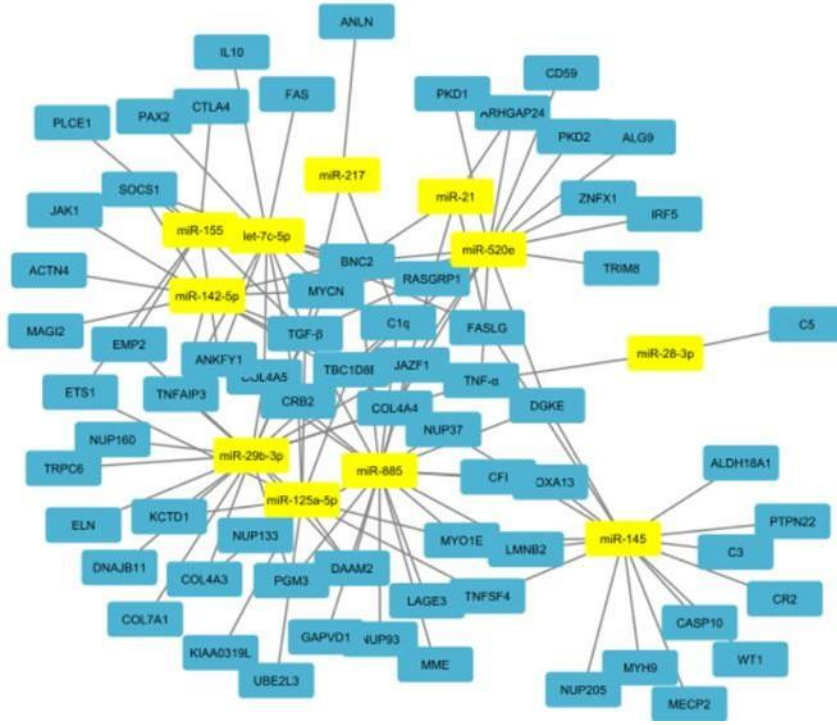 ANLN
IL10
CD59
FAS
PKD1
CTLA4
ARHGAP24
PAX2
PLCE1
PKD2
ALG9
miR-217
SOCS1
miR-21
ZNFX1
JAK1
IRF5
miR-155
let-7c-5p
miR-520e
BNC2
TRIM8
ACTN4
RASGRP1
miR-142-5p
MYCN
C1q
C5
MAGI2
TGF-β
FASLG
EMP2
miR-28-3p
ANKFY1
TBC1D8
JAZF1
COL4A5
TNF-α
ETS1
TNFAIP3
CRB2
COL4A4
DGKE
NUP37
NUP160
miR-29b-3p
TRPC6
miR-885
ALDH18A1
CFI
OXA13
miR-125a-5p
ELN
KCTD1
PTPN22
NUP133
MYO1E
LMNB2
miR-145
C3
DNAJB11
COL4A3
PGM3
DAAM2
TNFSF4
LAGE3
CR2
COL7A1
CASP10
GAPVD1
NUP93
KIAA0319L
MME
MYH9
WT1
UBE2L3
NUP205
MECP2